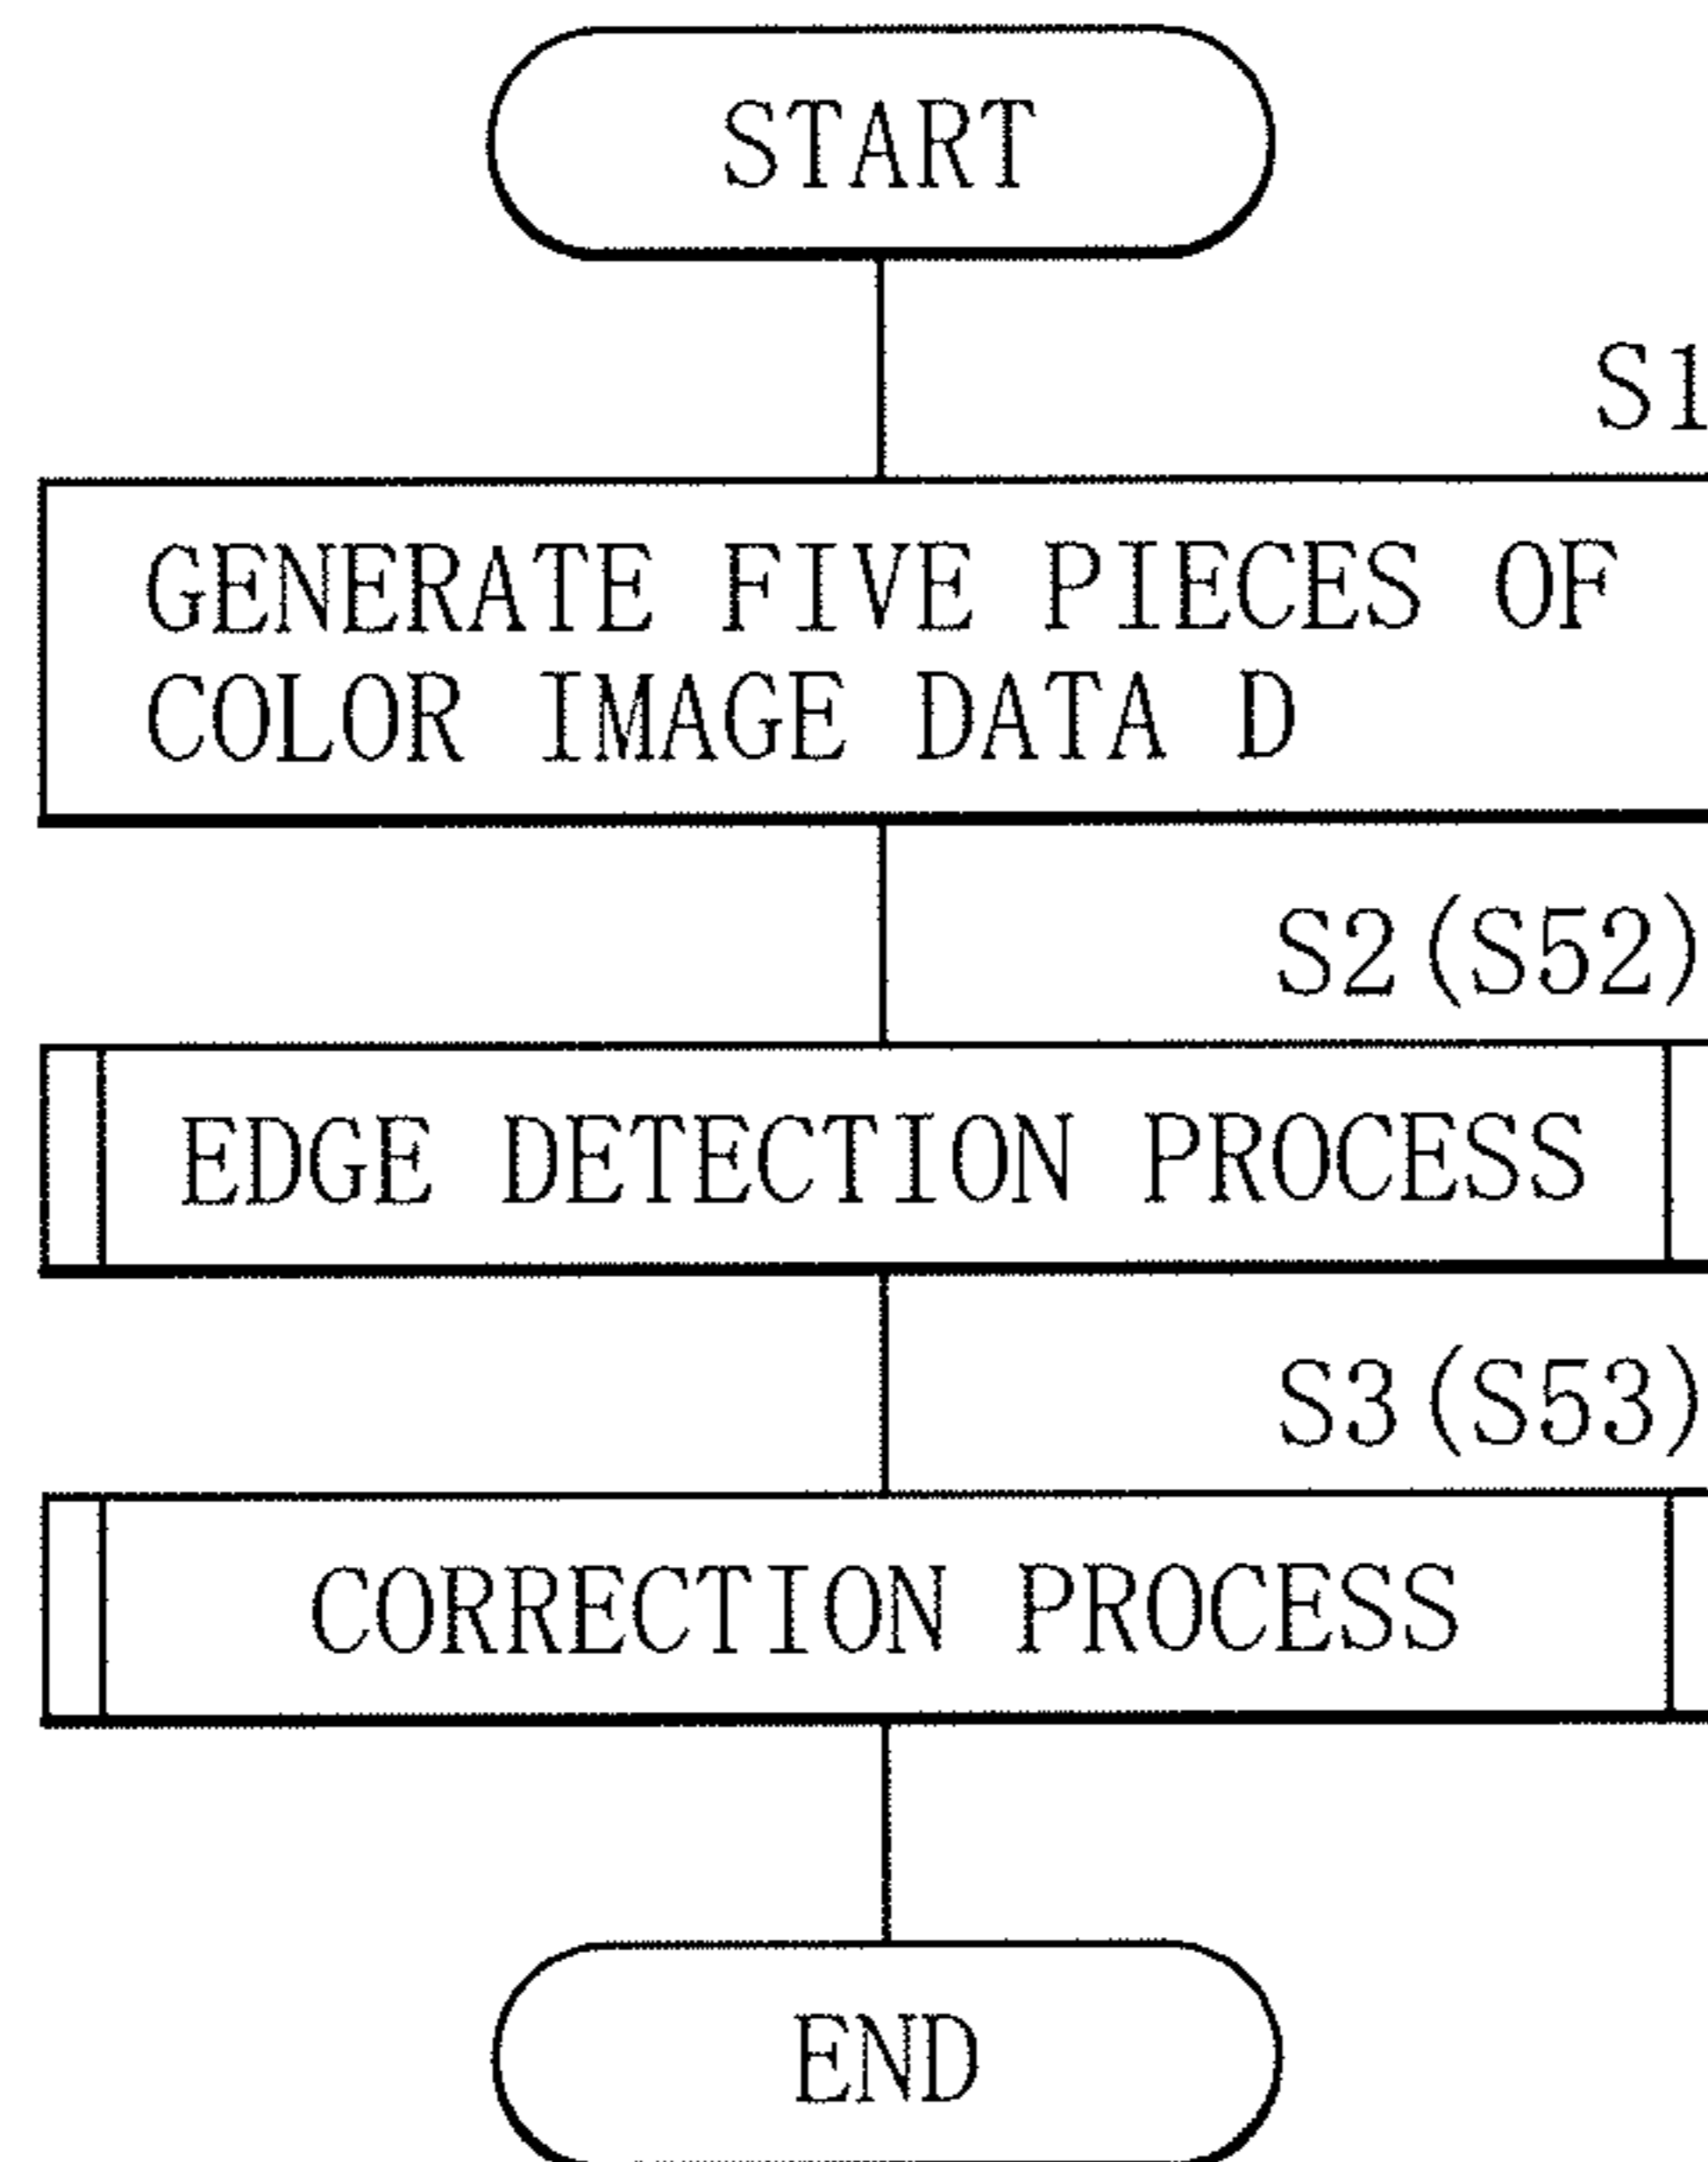 START
S1
GENERATE FIVE PIECES OF
COLOR IMAGE DATA D
S2(S52)
EDGE DETECTION PROCESS
S3(S53)
CORRECTION PROCESS
END